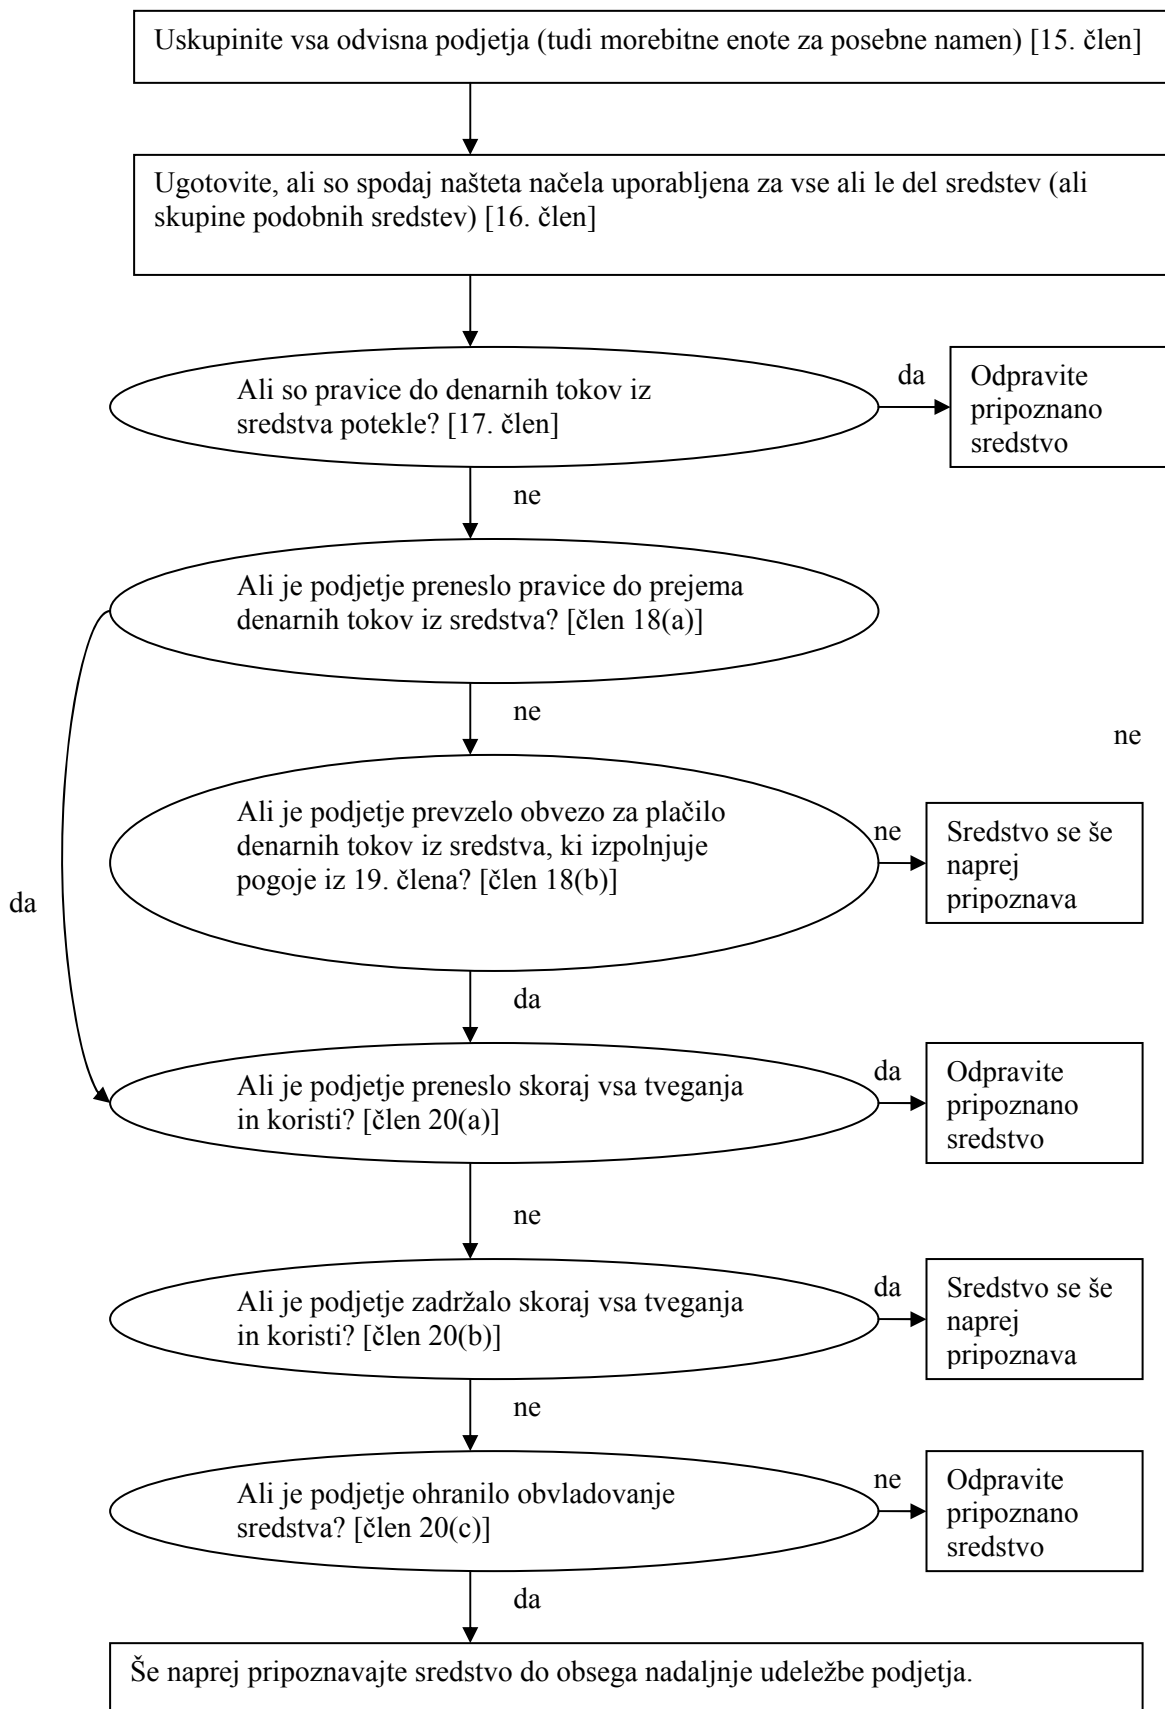 Uskupinite vsa odvisna podjetja (tudi morebitne enote za posebne namen) [15. člen]
Ugotovite, ali so spodaj našteta načela uporabljena za vse ali le del sredstev (ali
skupine podobnih sredstev) [16. člen]
Ali so pravice do denarnih tokov iz
sredstva potekle? [17. člen]
da
Odpravite
pripoznano
sredstvo
ne
Ali je podjetje preneslo pravice do prejema
denarnih tokov iz sredstva? [člen 18(a)]
ne
ne
Ali je podjetje prevzelo obvezo za plačilo
denarnih tokov iz sredstva, ki izpolnjuje
pogoje iz 19. člena? [člen 18(b)]
ne
Sredstvo se še
naprej
pripoznava
da
da
Ali je podjetje preneslo skoraj vsa tveganja
in koristi? [člen 20(a)]
da
Odpravite
pripoznano
sredstvo
ne
Ali je podjetje zadržalo skoraj vsa tveganja
in koristi? [člen 20(b)]
da
Sredstvo se še
naprej
pripoznava
ne
Ali je podjetje ohranilo obvladovanje
sredstva? [člen 20(c)]
ne
Odpravite
pripoznano
sredstvo
da
Še naprej pripoznavajte sredstvo do obsega nadaljnje udeležbe podjetja.